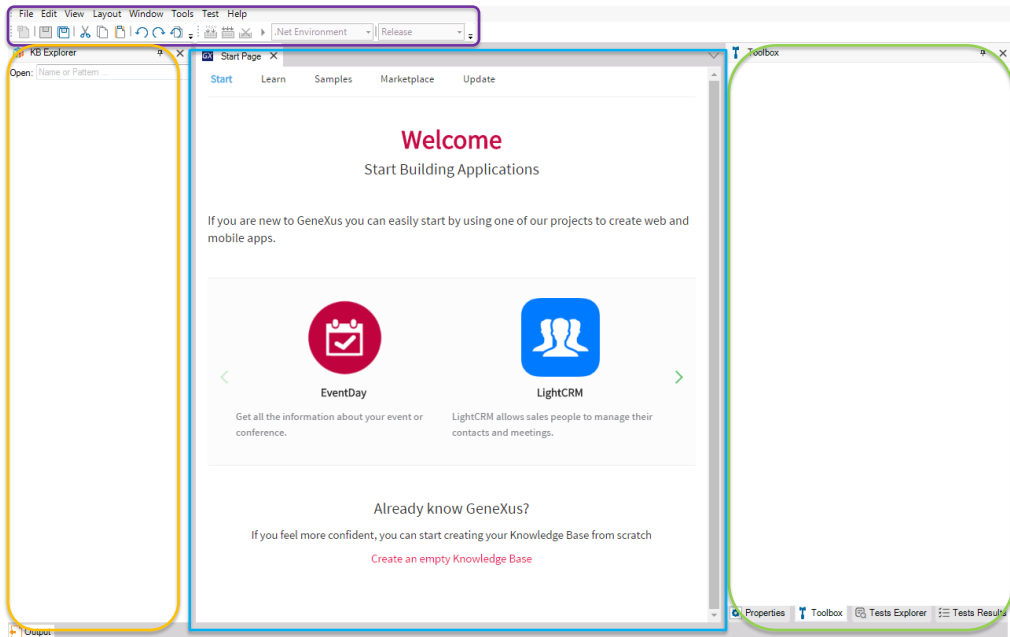 File Edit View Layout Window Tools Test Help
.Net Environment Release
KB Explorer
Open: Name or Pattern ...
GX Start Page
Start Learn Samples Marketplace Update
Welcome
Start Building Applications
If you are new to GeneXus you can easily start by using one of our projects to create web and
mobile apps.
EventDay
Get all the information about your event or
conference.
LightCRM
LightCRM allows sales people to manage their
contacts and meetings.
Already know GeneXus?
If you feel more confident, you can start creating your Knowledge Base from scratch
Create an empty Knowledge Base
Toolbox
Properties Toolbox Tests Explorer Tests Results
Output